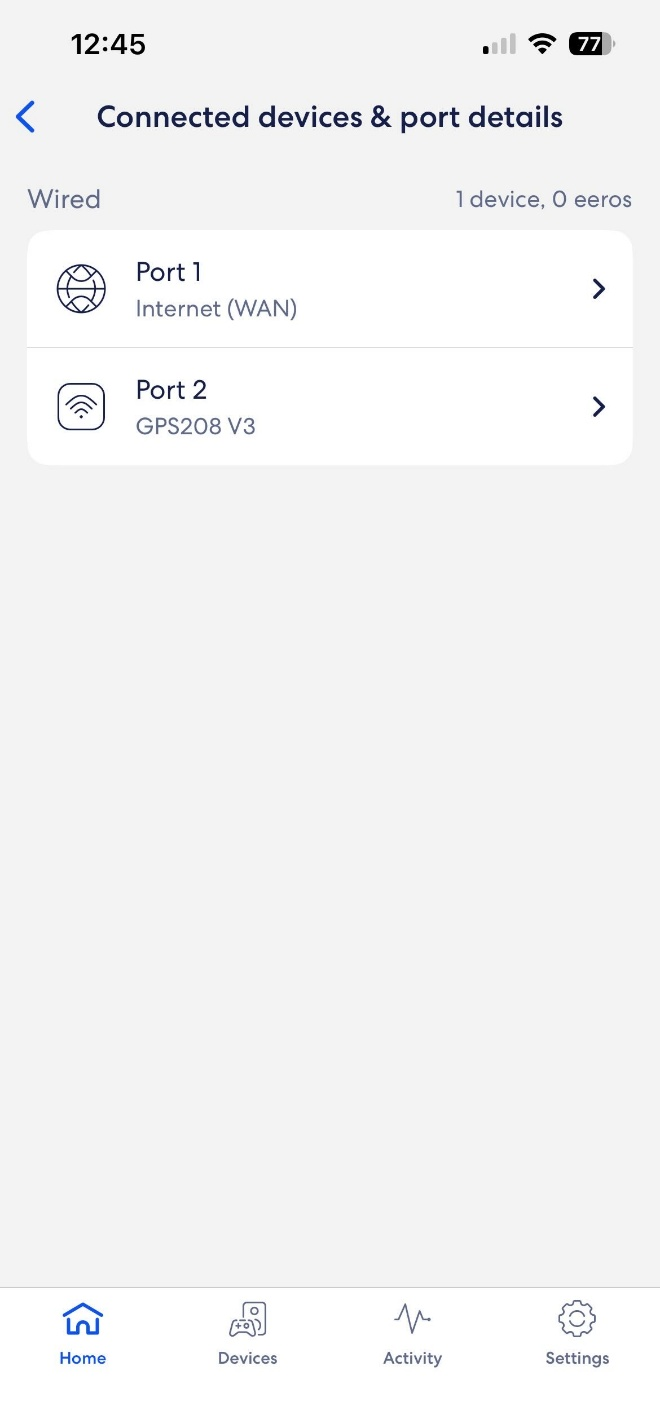 12:45
77
Connected devices & port details
Wired
1 device, 0 eeros
Port 1
Internet (WAN)
Port 2
GPS208 V3
Home
Devices
Activity
Settings